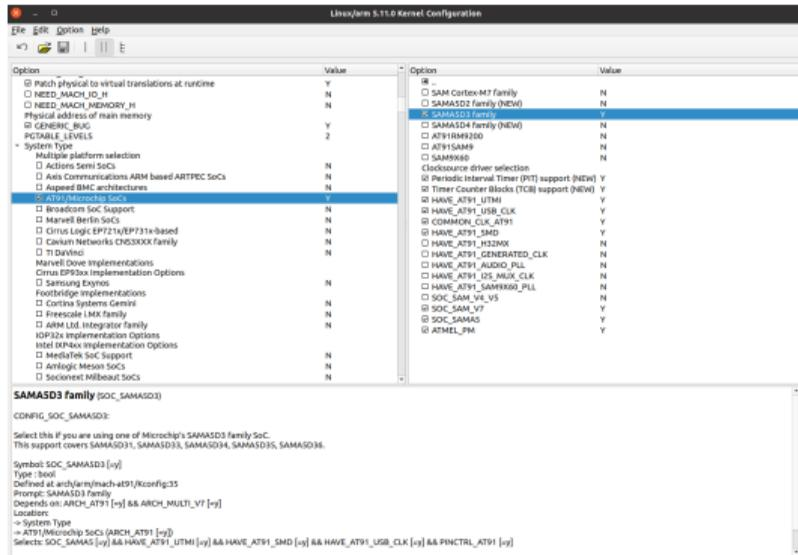 Linux/arm 5.11.0 Kernel Configuration
File Edit Option Help
Option Value
Patch physical to virtual translations at runtime Y
NEED_MACH_IO_H N
NEED_MACH_MEMORY_H N
Physical address of main memory
GENERIC_BUG Y
PGTABLE_LEVELS 2
System Type
Multiple platform selection
Actions Semi SoCs N
Axis Communications ARM based ARTPEC SoCs N
Aspeed BMC architectures N
AT91/Microchip SoCs Y
Broadcom SoC Support N
Marvell Berlin SoCs N
Cirrus Logic EP721x/EP731x-based N
Cavium Networks CNS3XXX family N
TI DaVinci N
Marvell Dove Implementations
Cirrus EP93xx Implementation Options
Samsung Exynos N
Footbridge Implementations
Cortina Systems Gemini N
Freescale i.MX family N
ARM Ltd. Integrator family N
IOP32x Implementation Options
Intel IXP4xx Implementation Options
MediaTek SoC Support N
Amlogic Meson SoCs N
Socionext Milbeaut SoCs N
Option Value
..
SAM Cortex-M7 family N
SAMA5D2 family (NEW) N
SAMA5D3 family Y
SAMA5D4 family (NEW) N
AT91RM9200 N
AT91SAM9 N
SAM9X60 N
Clocksource driver selection
Periodic Interval Timer (PIT) support (NEW) Y
Timer Counter Blocks (TCB) support (NEW) Y
HAVE_AT91_UTMI Y
HAVE_AT91_USB_CLK Y
COMMON_CLK_AT91 Y
HAVE_AT91_SMD Y
HAVE_AT91_H32MX N
HAVE_AT91_GENERATED_CLK N
HAVE_AT91_AUDIO_PLL N
HAVE_AT91_I2S_MUX_CLK N
HAVE_AT91_SAM9X60_PLL N
SOC_SAM_V4_V5 N
SOC_SAM_V7 Y
SOC_SAMA5 Y
ATMEL_PM Y
SAMA5D3 family (SOC_SAMA5D3)
CONFIG_SOC_SAMA5D3:
Select this if you are using one of Microchip's SAMA5D3 family SoC.
This support covers SAMA5D31, SAMA5D33, SAMA5D34, SAMA5D35, SAMA5D36.
Symbol: SOC_SAMA5D3 [=y]
Type : bool
Defined at arch/arm/mach-at91/Kconfig:35
Prompt: SAMA5D3 family
Depends on: ARCH_AT91 [=y] && ARCH_MULTI_V7 [=y]
Location:
-> System Type
-> AT91/Microchip SoCs (ARCH_AT91 [=y])
Selects: SOC_SAMA5 [=y] && HAVE_AT91_UTMI [=y] && HAVE_AT91_SMD [=y] && HAVE_AT91_USB_CLK [=y] && PINCTRL_AT91 [=y]